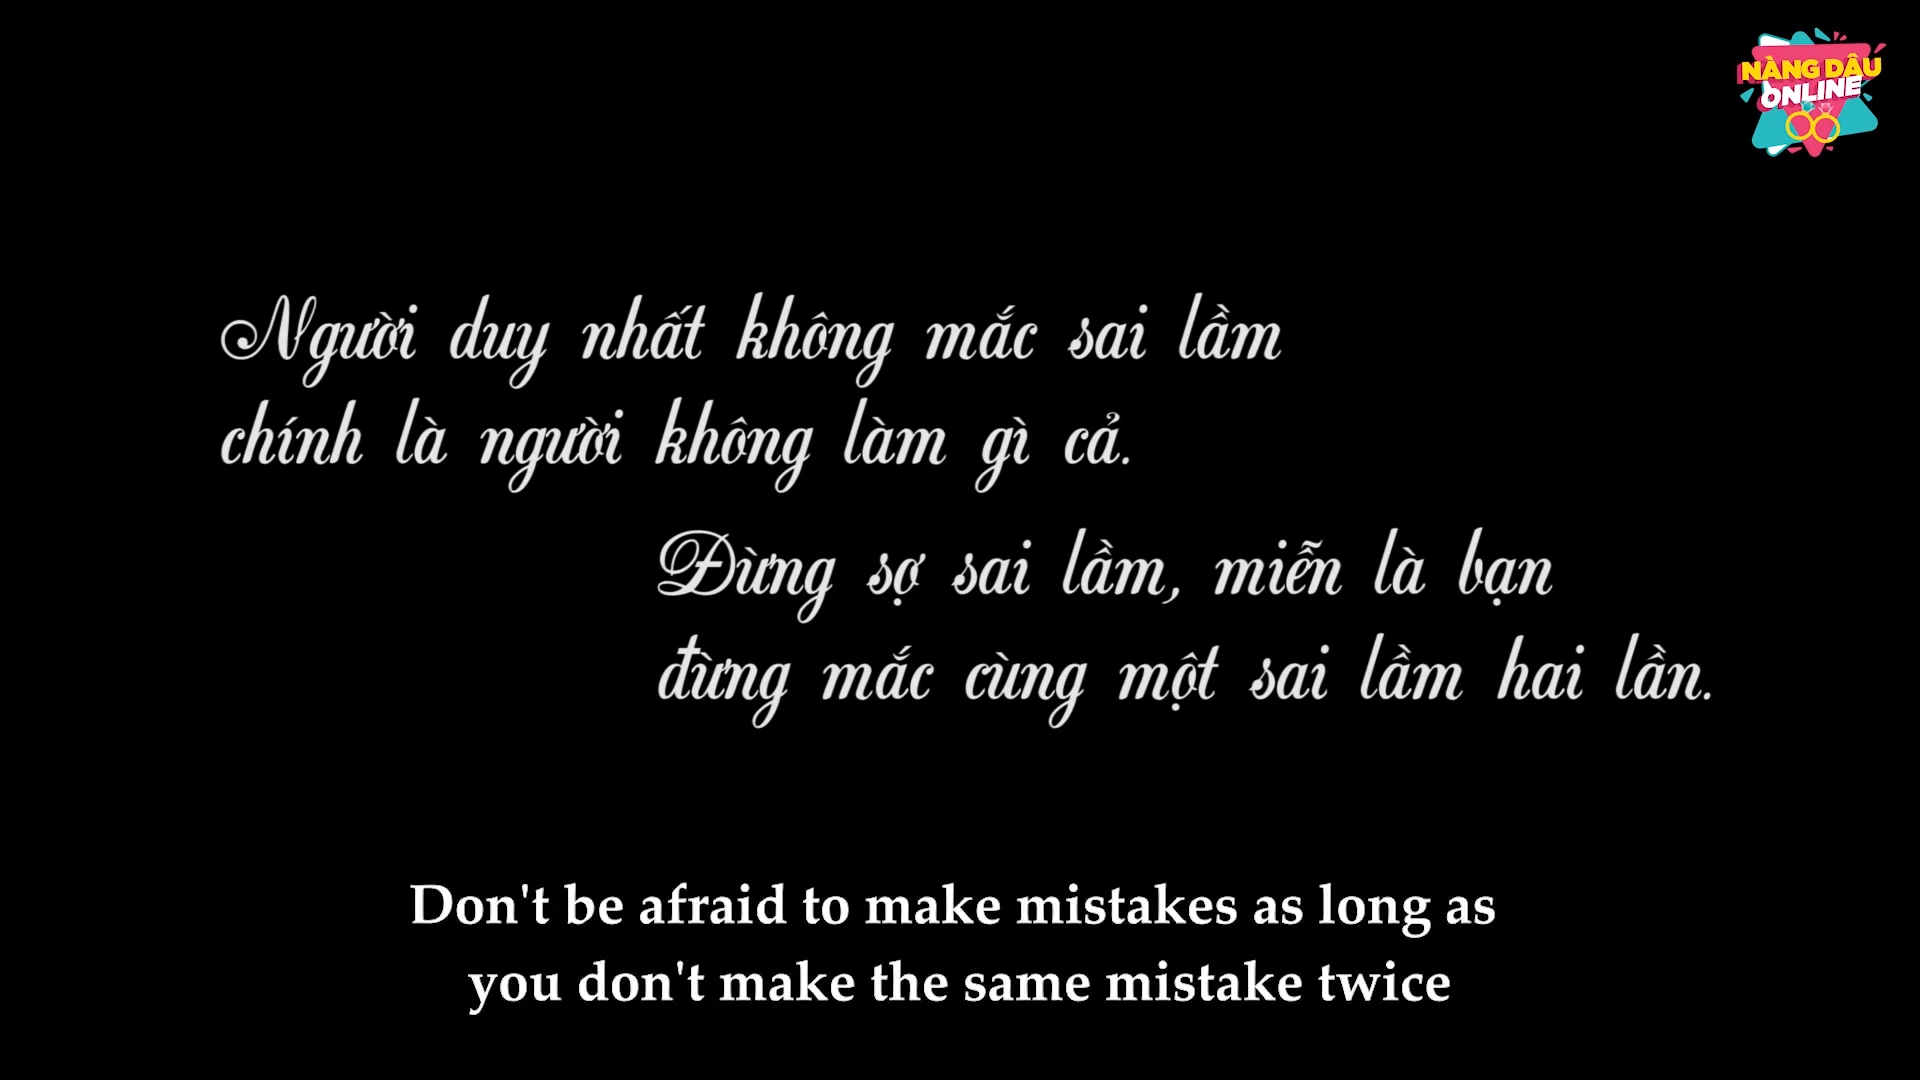 NÀNG DÂU
ONLINE
Người duy nhất không mắc sai lầm
chính là người không làm gì cả.
Đừng sợ sai lầm, miễn là bạn
đừng mắc cùng một sai lầm hai lần.
Don't be afraid to make mistakes as long as
you don't make the same mistake twice